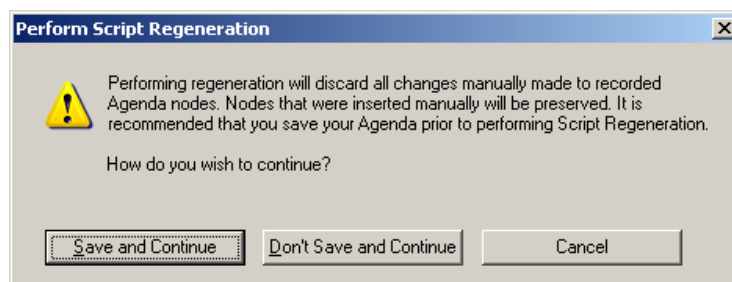 Perform Script Regeneration
Performing regeneration will discard all changes manually made to recorded
Agenda nodes. Nodes that were inserted manually will be preserved. It is
recommended that you save your Agenda prior to performing Script Regeneration.
How do you wish to continue?
Save and Continue Don't Save and Continue Cancel